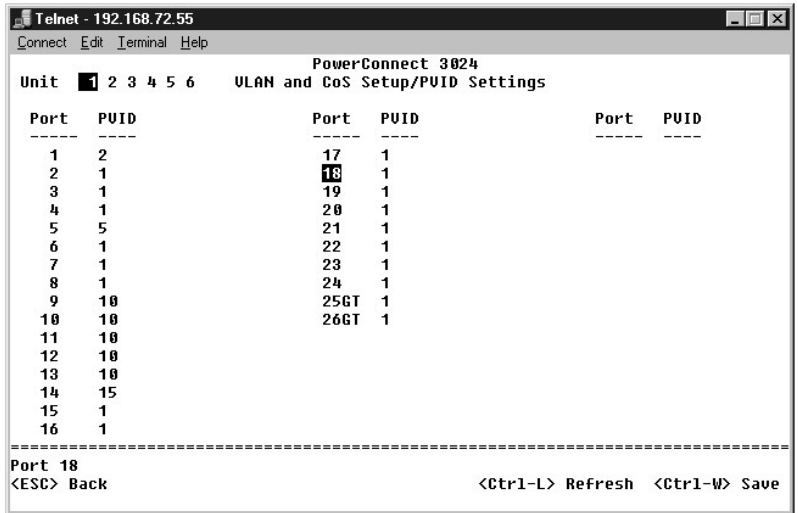 Telnet - 192.168.72.55
Connect Edit Terminal Help
PowerConnect 3024
Unit 1 2 3 4 5 6 VLAN and CoS Setup/PVID Settings
Port PVID Port PVID Port PVID
----- ---- ----- ---- ----- ----
1 2 17 1
2 1 18 1
3 1 19 1
4 1 20 1
5 5 21 1
6 1 22 1
7 1 23 1
8 1 24 1
9 10 25GT 1
10 10 26GT 1
11 10
12 10
13 10
14 15
15 1
16 1
================================================================================
Port 18
<ESC> Back <Ctrl-L> Refresh <Ctrl-W> Save